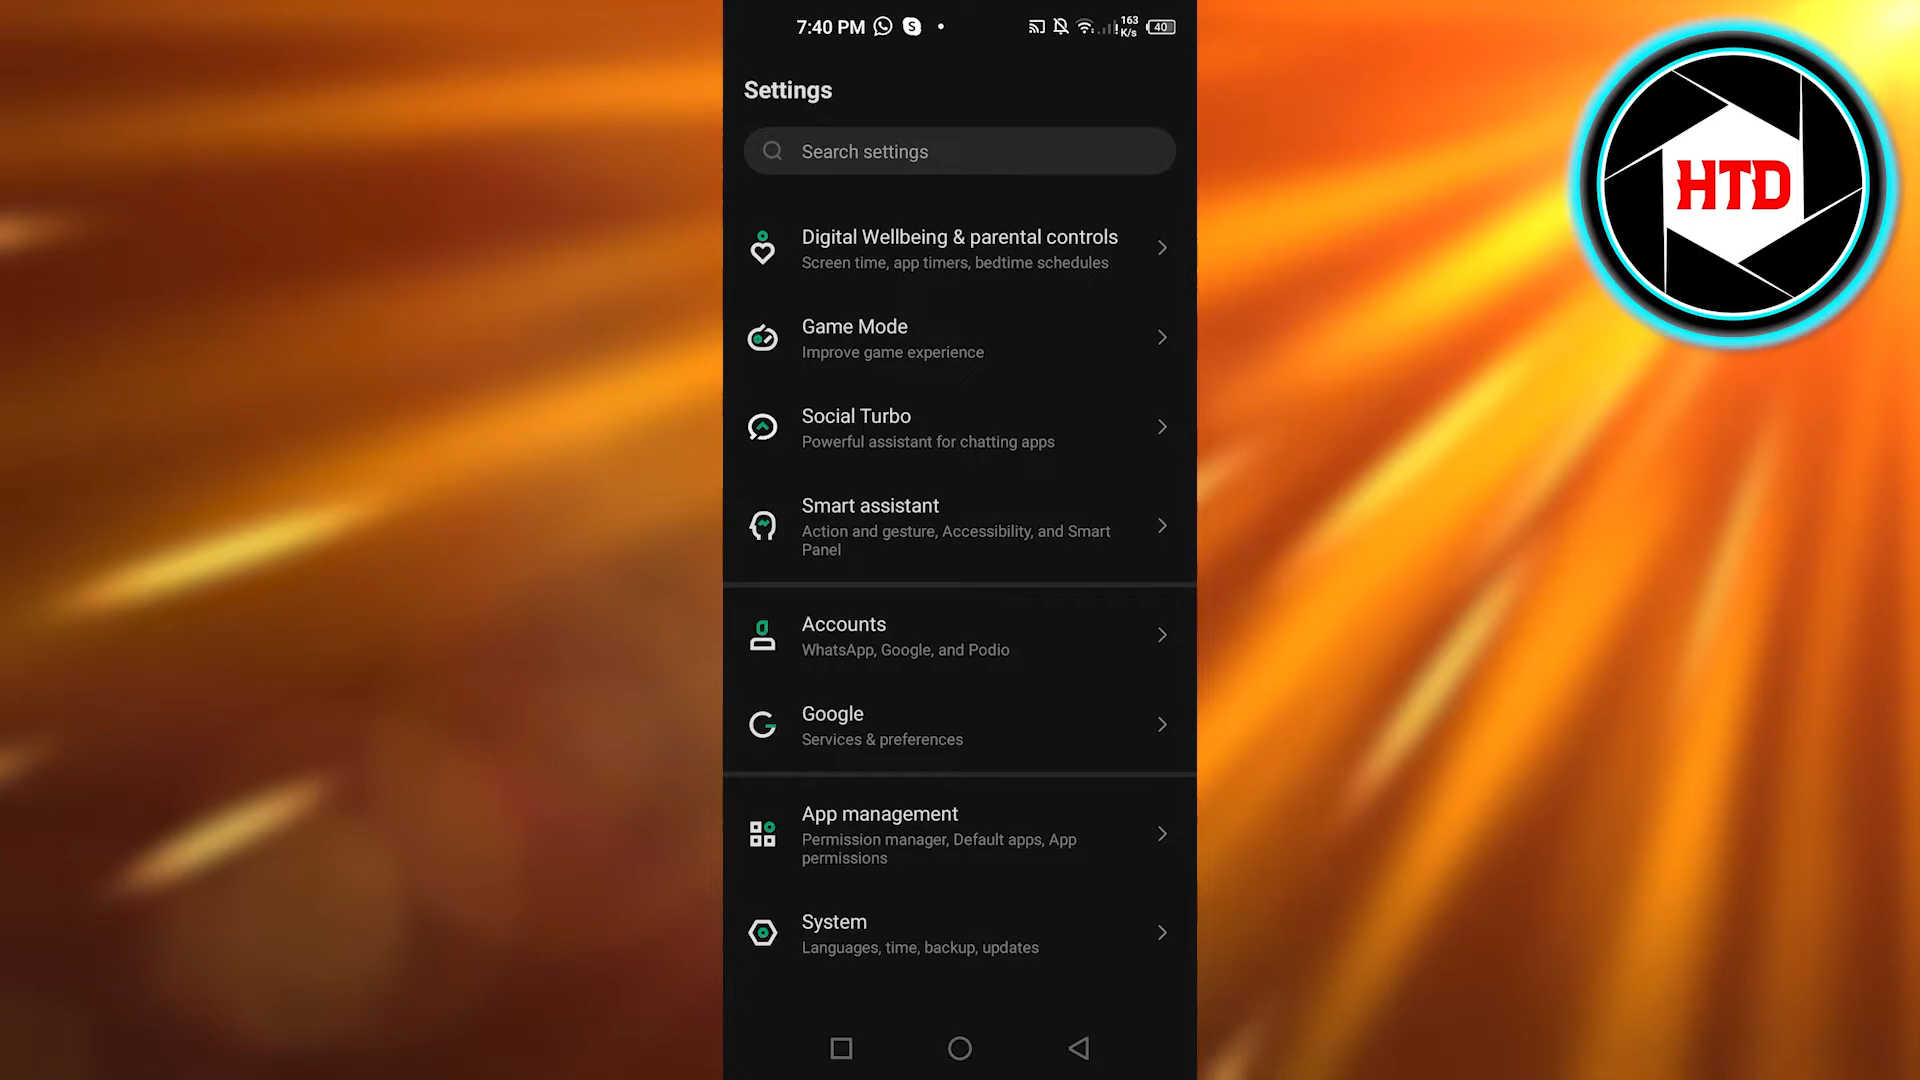 7:40 PM
163
K/s
40
Settings
Search settings
Digital Wellbeing & parental controls
Screen time, app timers, bedtime schedules
Game Mode
Improve game experience
Social Turbo
Powerful assistant for chatting apps
Smart assistant
Action and gesture, Accessibility, and Smart
Panel
Accounts
WhatsApp, Google, and Podio
Google
Services & preferences
App management
Permission manager, Default apps, App
permissions
System
Languages, time, backup, updates
HTD